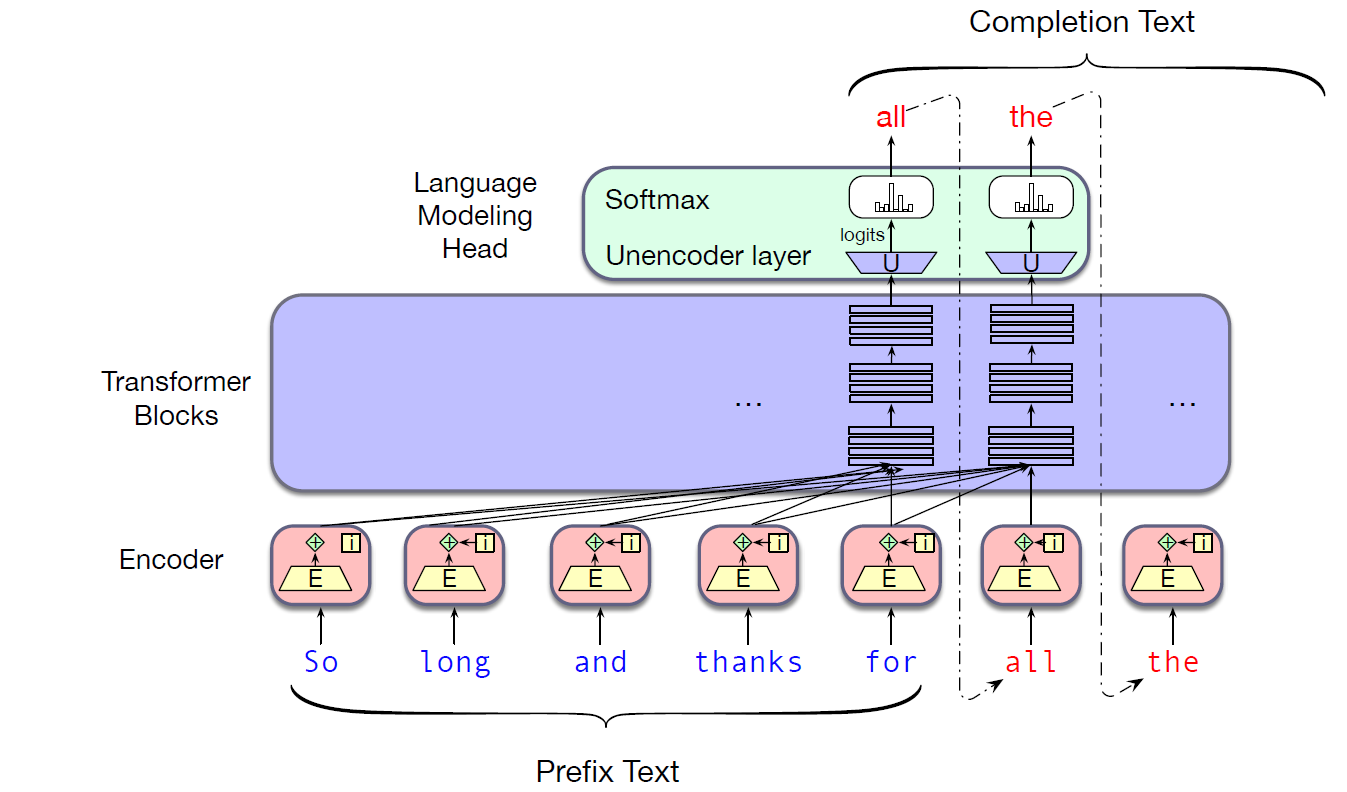 Completion Text
all
the
Language
Modeling
Head
Softmax
logits
Unencoder layer
U
U
Transformer
Blocks
...
...
Encoder
+ i
+ i
+ i
+ i
+ i
+ i
+ i
E
E
E
E
E
E
E
So
long
and
thanks
for
all
the
Prefix Text